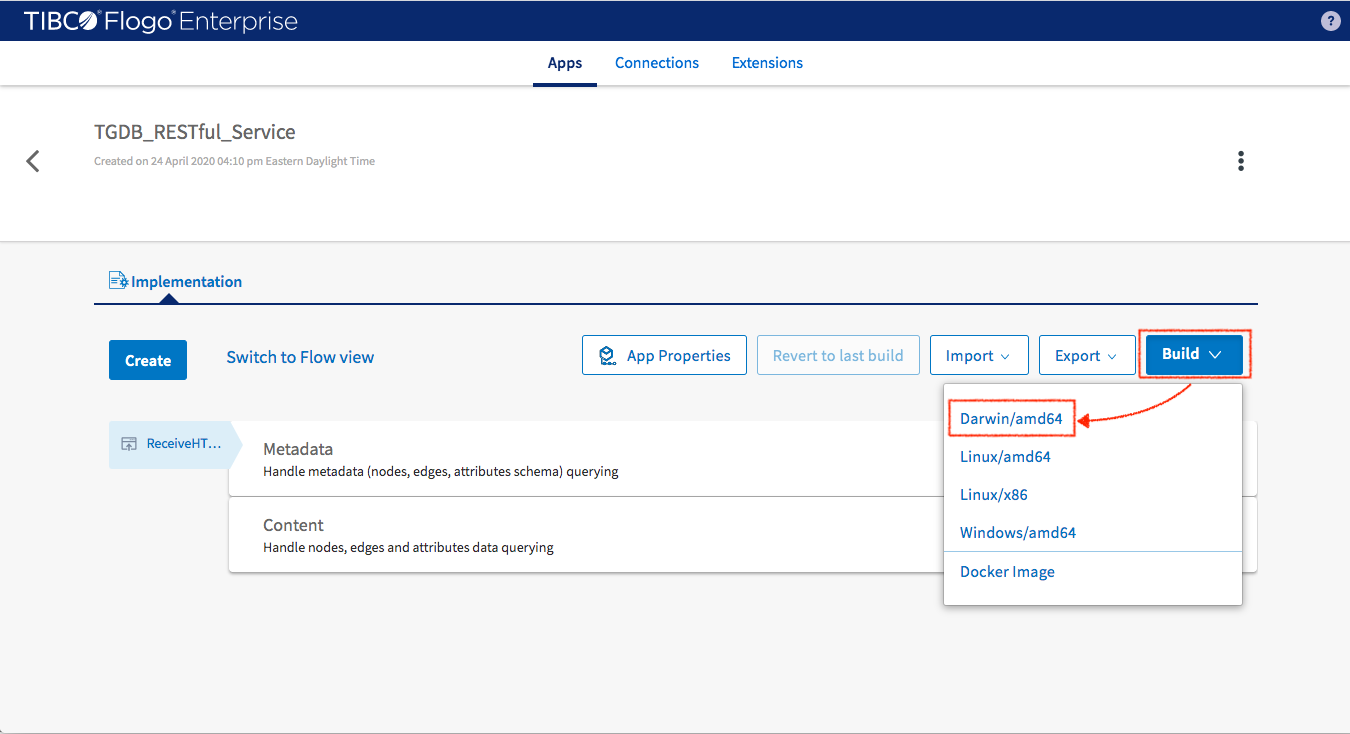 TIBCO® Flogo® Enterprise
?
Apps Connections Extensions
TGDB_RESTful_Service
Created on 24 April 2020 04:10 pm Eastern Daylight Time
Implementation
Create Switch to Flow view App Properties Revert to last build Import Export Build
Darwin/amd64
Linux/amd64
Linux/x86
Windows/amd64
Docker Image
ReceiveHT...
Metadata
Handle metadata (nodes, edges, attributes schema) querying
Content
Handle nodes, edges and attributes data querying